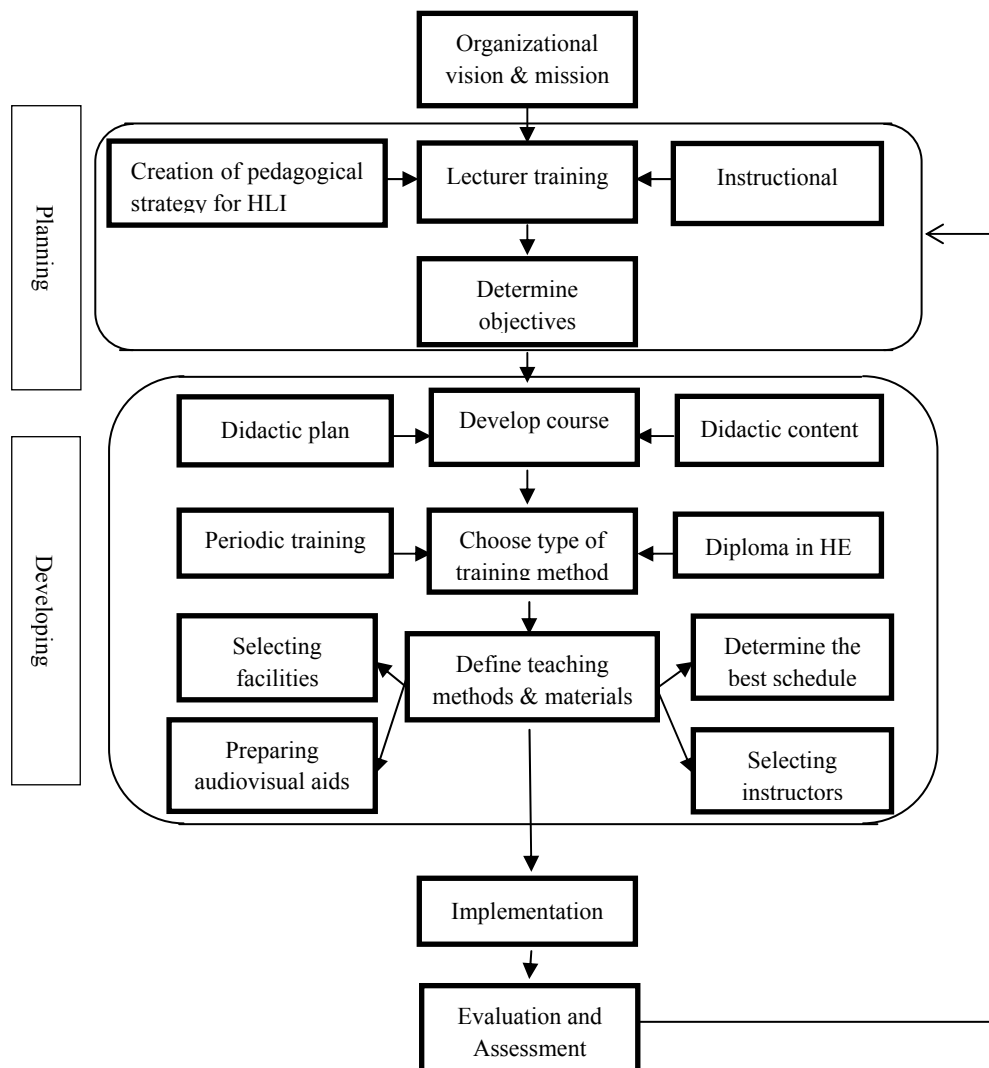 Organizational
vision & mission
Planning
Creation of pedagogical
strategy for HLI
Lecturer training
Instructional
Determine
objectives
Developing
Didactic plan
Develop course
Didactic content
Periodic training
Choose type of
training method
Diploma in HE
Selecting
facilities
Define teaching
methods & materials
Determine the
best schedule
Preparing
audiovisual aids
Selecting
instructors
Implementation
Evaluation and
Assessment